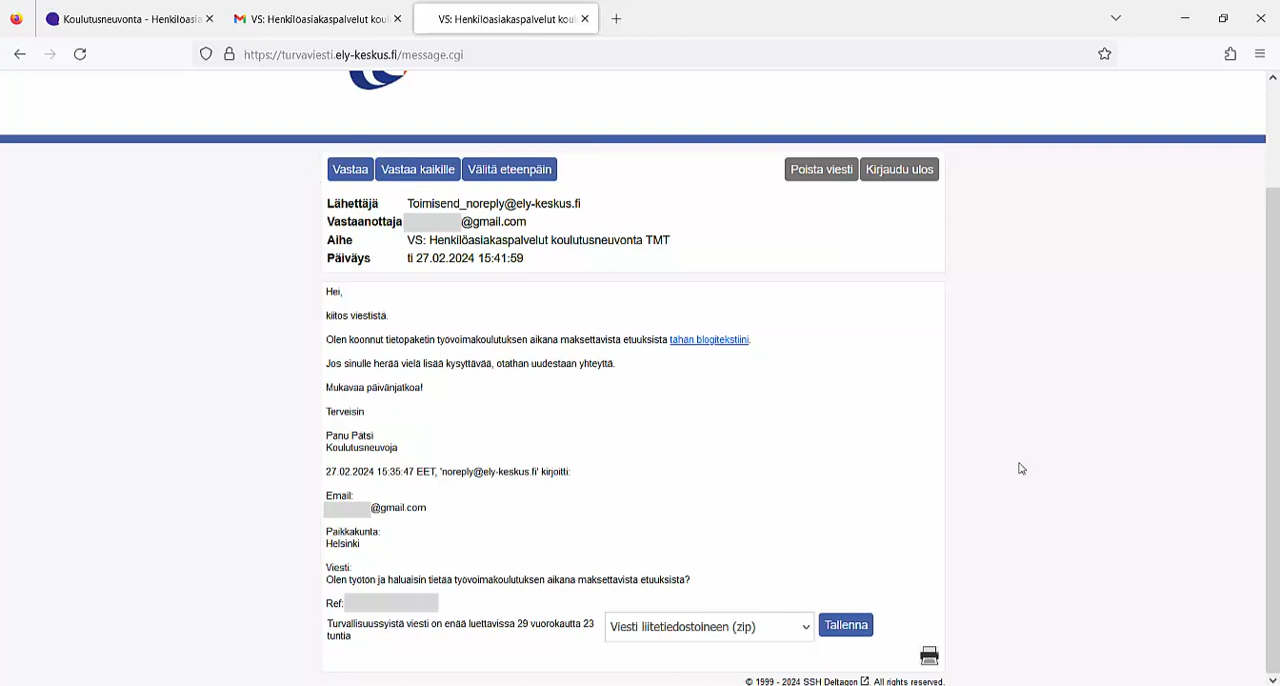 Koulutusneuvonta - Henkilöasia
VS: Henkilöasiakaspalvelut kou
VS: Henkilöasiakaspalvelut koul
https://turvaviesti.ely-keskus.fi/message.cgi
Vastaa Vastaa kaikille Välitä eteenpäin Poista viesti Kirjaudu ulos
Lähettäjä Toimisend_noreply@ely-keskus.fi
Vastaanottaja @gmail.com
Aihe VS: Henkilöasiakaspalvelut koulutusneuvonta TMT
Päiväys ti 27.02.2024 15:41:59
Hei,
kiitos viestistä.
Olen koonnut tietopaketin työvoimakoulutuksen aikana maksettavista etuuksista tähän blogitekstiini.
Jos sinulle herää vielä lisää kysyttävää, otathan uudestaan yhteyttä.
Mukavaa päivänjatkoa!
Terveisin
Panu Pätsi
Koulutusneuvoja
27.02.2024 15:35:47 EET, 'noreply@ely-keskus.fi' kirjoitti:
Email:
@gmail.com
Paikkakunta:
Helsinki
Viesti:
Olen työtön ja haluaisin tietää työvoimakoulutuksen aikana maksettavista etuuksista?
Ref:
Turvallisuussyistä viesti on enää luettavissa 29 vuorokautta 23
tuntia
Viesti liitetiedostoineen (zip) Tallenna
© 1999 - 2024 SSH Deltagon. All rights reserved.